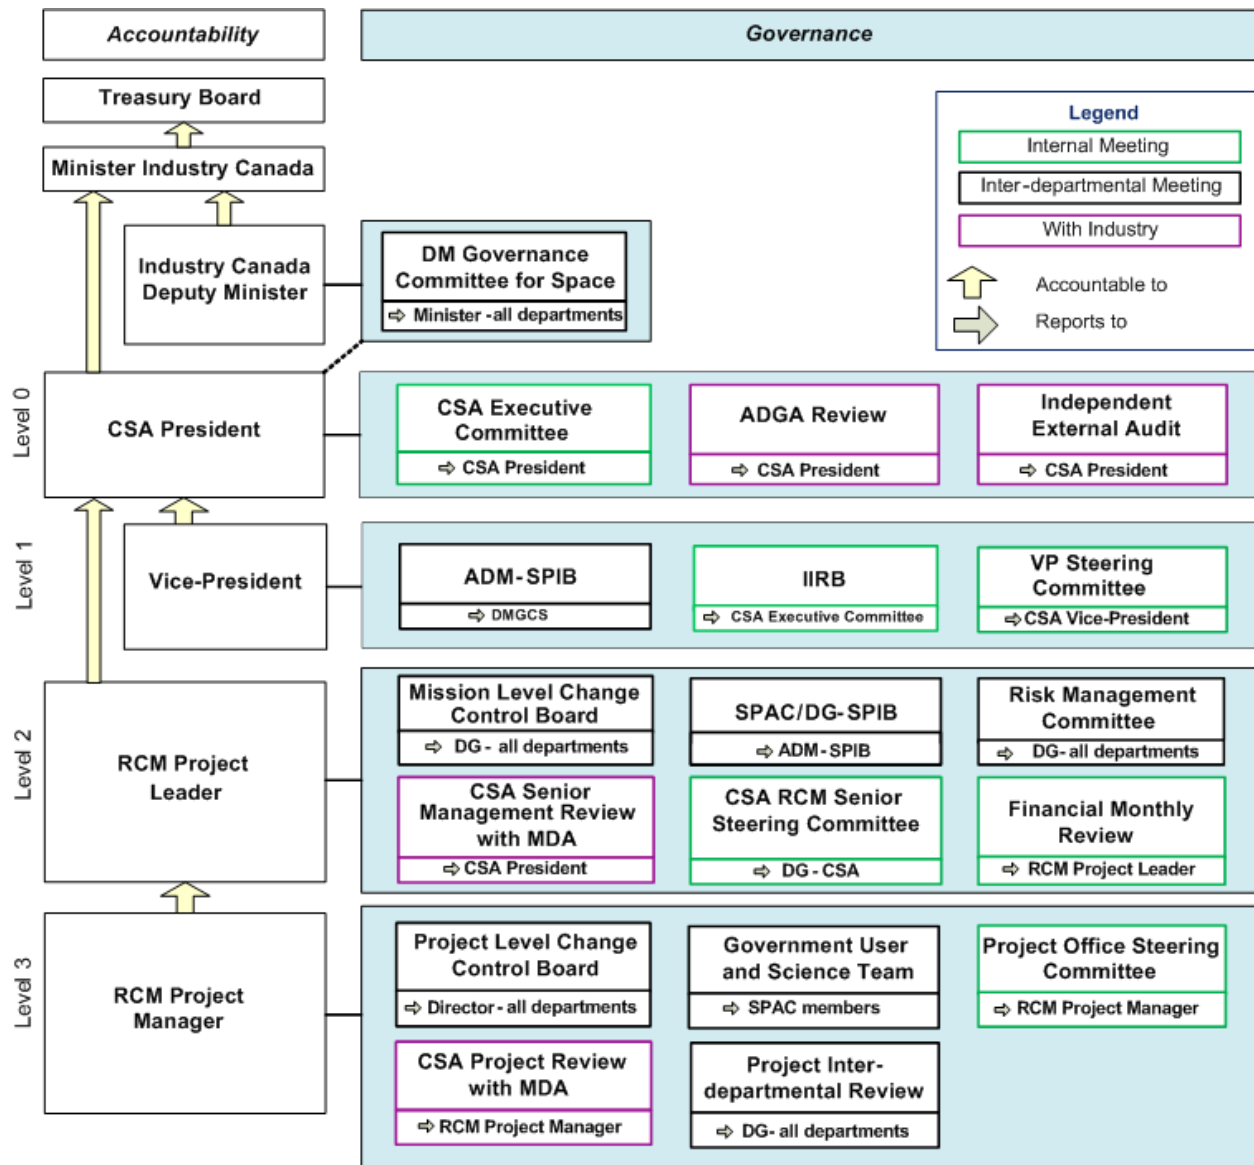 Accountability
Governance
Treasury Board
Minister Industry Canada
Legend
Internal Meeting
Inter-departmental Meeting
With Industry
Accountable to
Reports to
Industry Canada
Deputy Minister
DM Governance
Committee for Space
Minister -all departments
Level 0
CSA President
CSA Executive
Committee
CSA President
ADGA Review
CSA President
Independent
External Audit
CSA President
Level 1
Vice-President
ADM-SPIB
DMGCS
IIRB
CSA Executive Committee
VP Steering
Committee
CSA Vice-President
Level 2
RCM Project
Leader
Mission Level Change
Control Board
DG- all departments
SPAC/DG-SPIB
ADM-SPIB
Risk Management
Committee
DG- all departments
CSA Senior
Management Review
with MDA
CSA President
CSA RCM Senior
Steering Committee
DG-CSA
Financial Monthly
Review
RCM Project Leader
Level 3
RCM Project
Manager
Project Level Change
Control Board
Director- all departments
Government User
and Science Team
SPAC members
Project Office Steering
Committee
RCM Project Manager
CSA Project Review
with MDA
RCM Project Manager
Project Inter-
departmental Review
DG- all departments